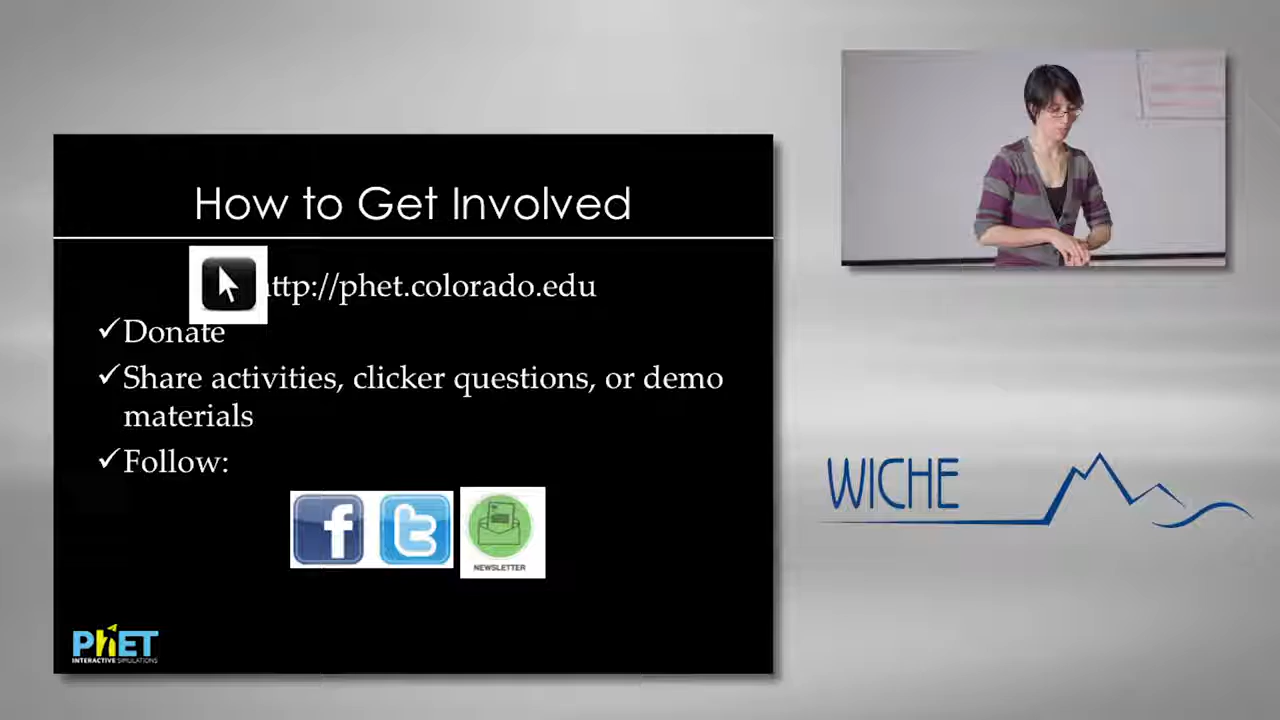 How to Get Involved
ttp://phet.colorado.edu
✓Donate
✓Share activities, clicker questions, or demo
materials
✓Follow:
f t
NEWSLETTER
PhET
INTERACTIVE SIMULATIONS
WICHE